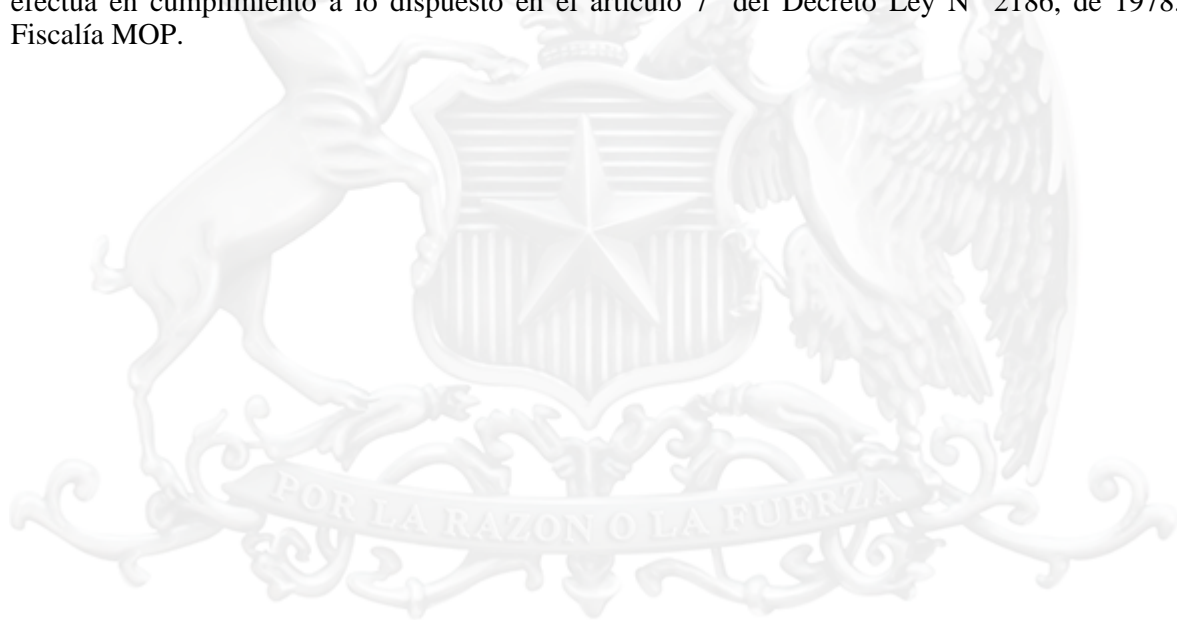 efectúa en cumplimiento a lo dispuesto en el artículo 7° del Decreto Ley N° 2186, de 1978.
Fiscalía MOP.
POR LA RAZON O LA FUERZA